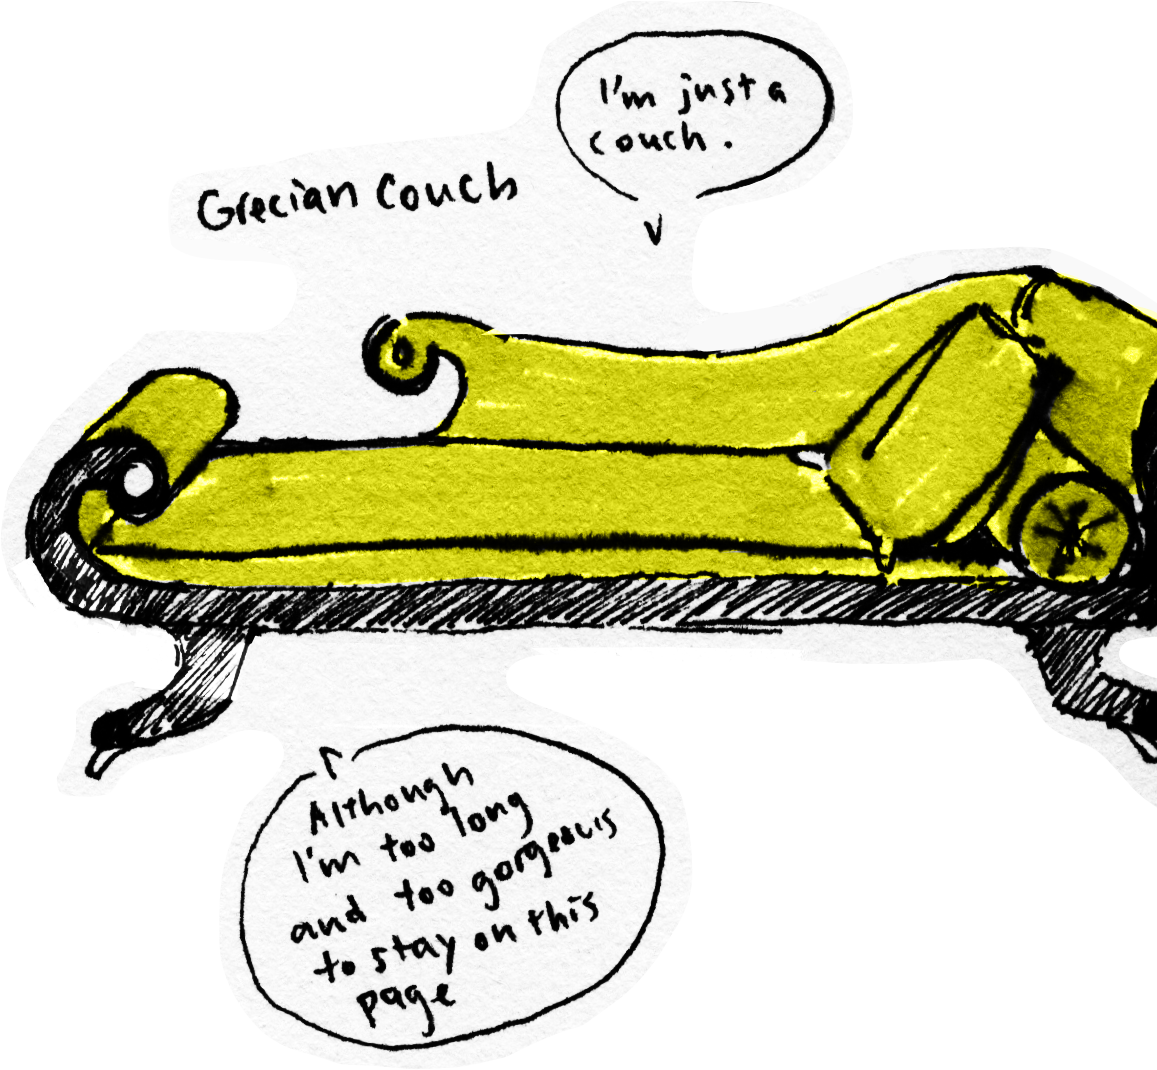 I'm just a
couch.
Grecian Couch
Although
I'm too long
and too gorgeous
to stay on this
page